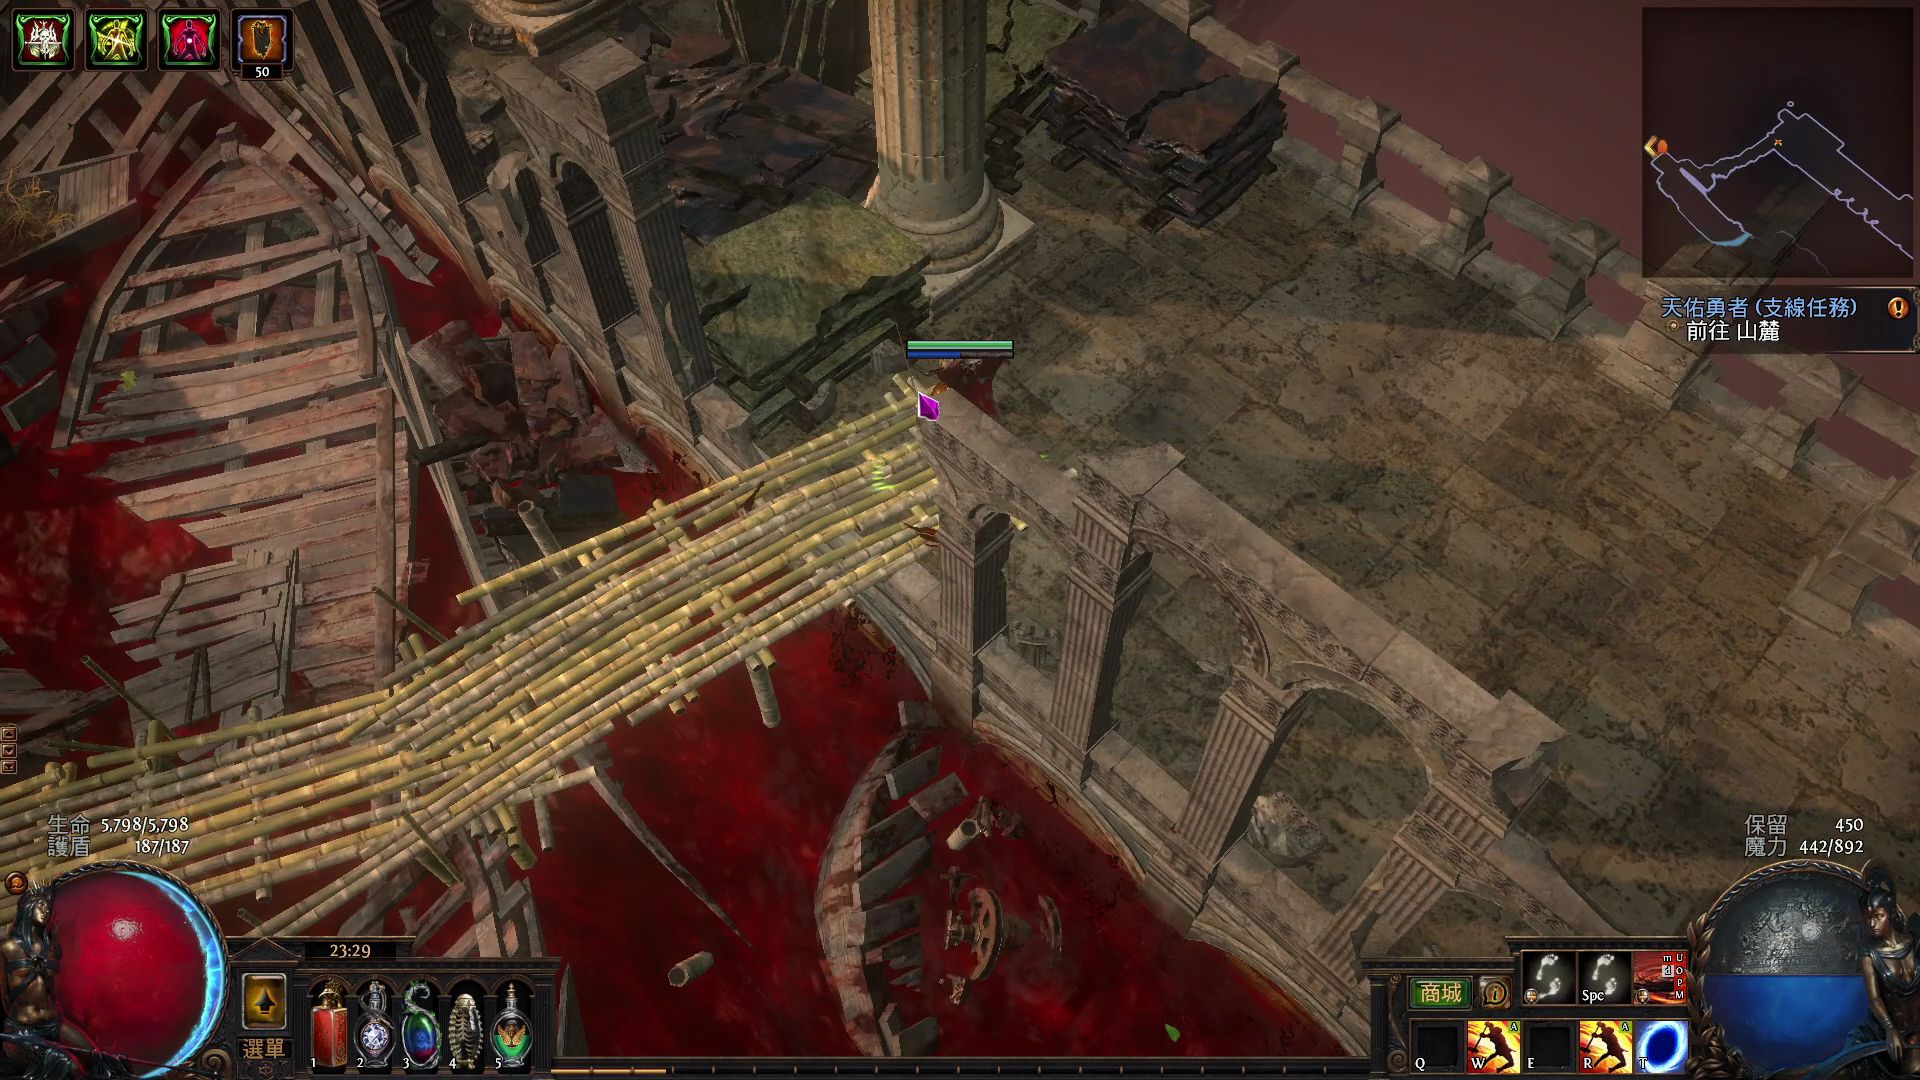 50
天佑勇者 (支線任務)
前往 山麓
生命 5,798/5,798
護盾 187/187
保留 450
魔力 442/892
23:29
選單
1
2
3
4
5
商城
Spc
m U
d O
P
M
Q
W
A
E
R
A
T